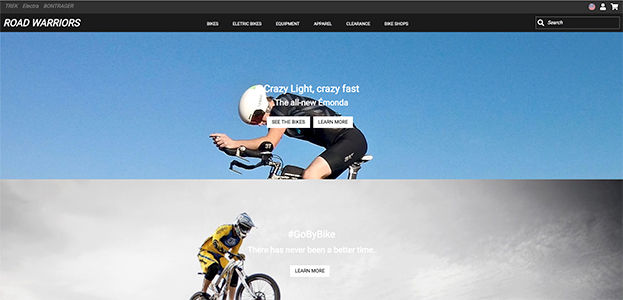 TREK Electra BONTRAGER
ROAD WARRIORS
BIKES ELETRIC BIKES EQUIPMENT APPAREL CLEARANCE BIKE SHOPS
Search
Crazy Light, crazy fast
The all-new Émonda
SEE THE BIKES LEARN MORE
#GoByBike
There has never been a better time.
LEARN MORE